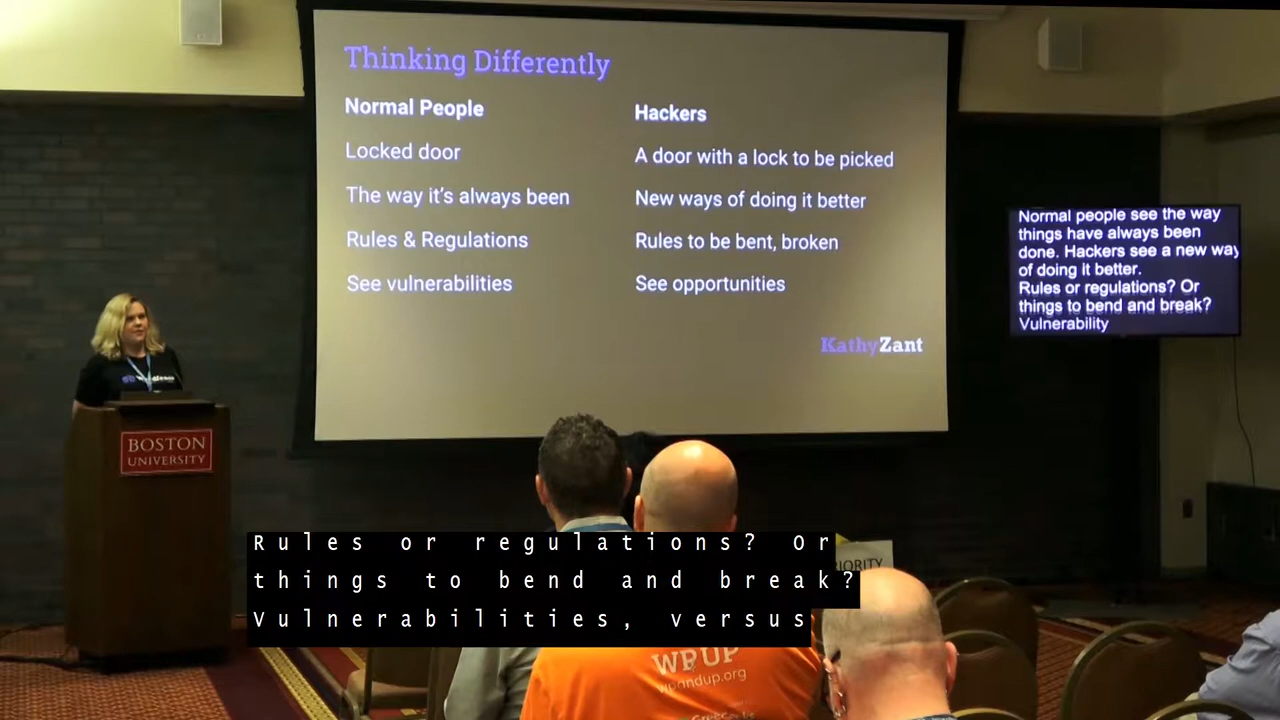 Thinking Differently
Normal People
Locked door
The way it's always been
Rules & Regulations
See vulnerabilities
Hackers
A door with a lock to be picked
New ways of doing it better
Rules to be bent, broken
See opportunities
KathyZant
Normal people see the way
things have always been
done. Hackers see a new way
of doing it better.
Rules or regulations? Or
things to bend and break?
Vulnerability
BOSTON
UNIVERSITY
Rules or regulations? Or
things to bend and break?
Vulnerabilities, versus
WP UP
wpandup.org